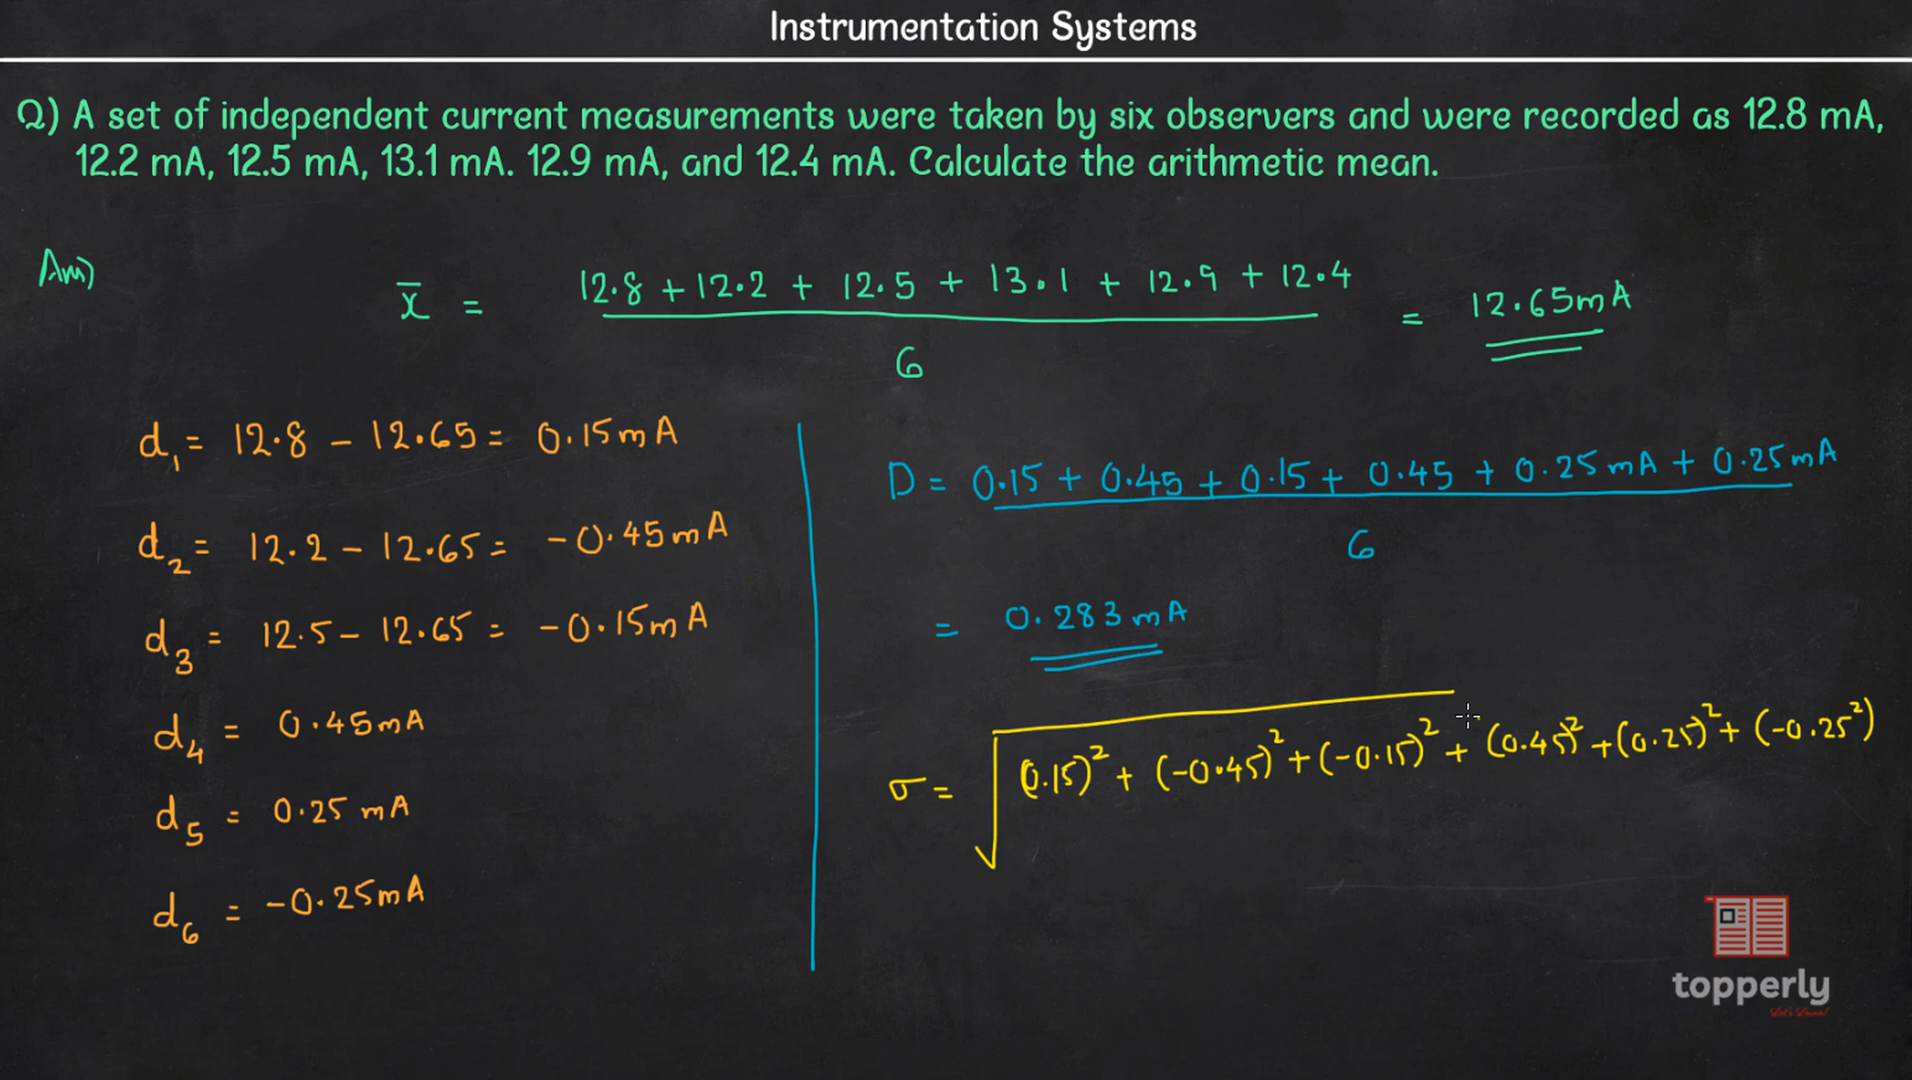 Instrumentation Systems
Q) A set of independent current measurements were taken by six observers and were recorded as 12.8 mA,
12.2 mA, 12.5 mA, 13.1 mA. 12.9 mA, and 12.4 mA. Calculate the arithmetic mean.
Ans)
x̄ = 12.8 + 12.2 + 12.5 + 13.1 + 12.9 + 12.4 = 12.65mA
6
d₁ = 12.8 - 12.65 = 0.15mA
d₂ = 12.2 - 12.65 = -0.45mA
d₃ = 12.5 - 12.65 = -0.15mA
d₄ = 0.45mA
d₅ = 0.25 mA
d₆ = -0.25mA
D = 0.15 + 0.45 + 0.15 + 0.45 + 0.25mA + 0.25mA
6
= 0.283mA
σ = √ (0.15)² + (-0.45)² + (-0.15)² + (0.45)² + (0.25)² + (-0.25²)
topperly
Let's Learn!